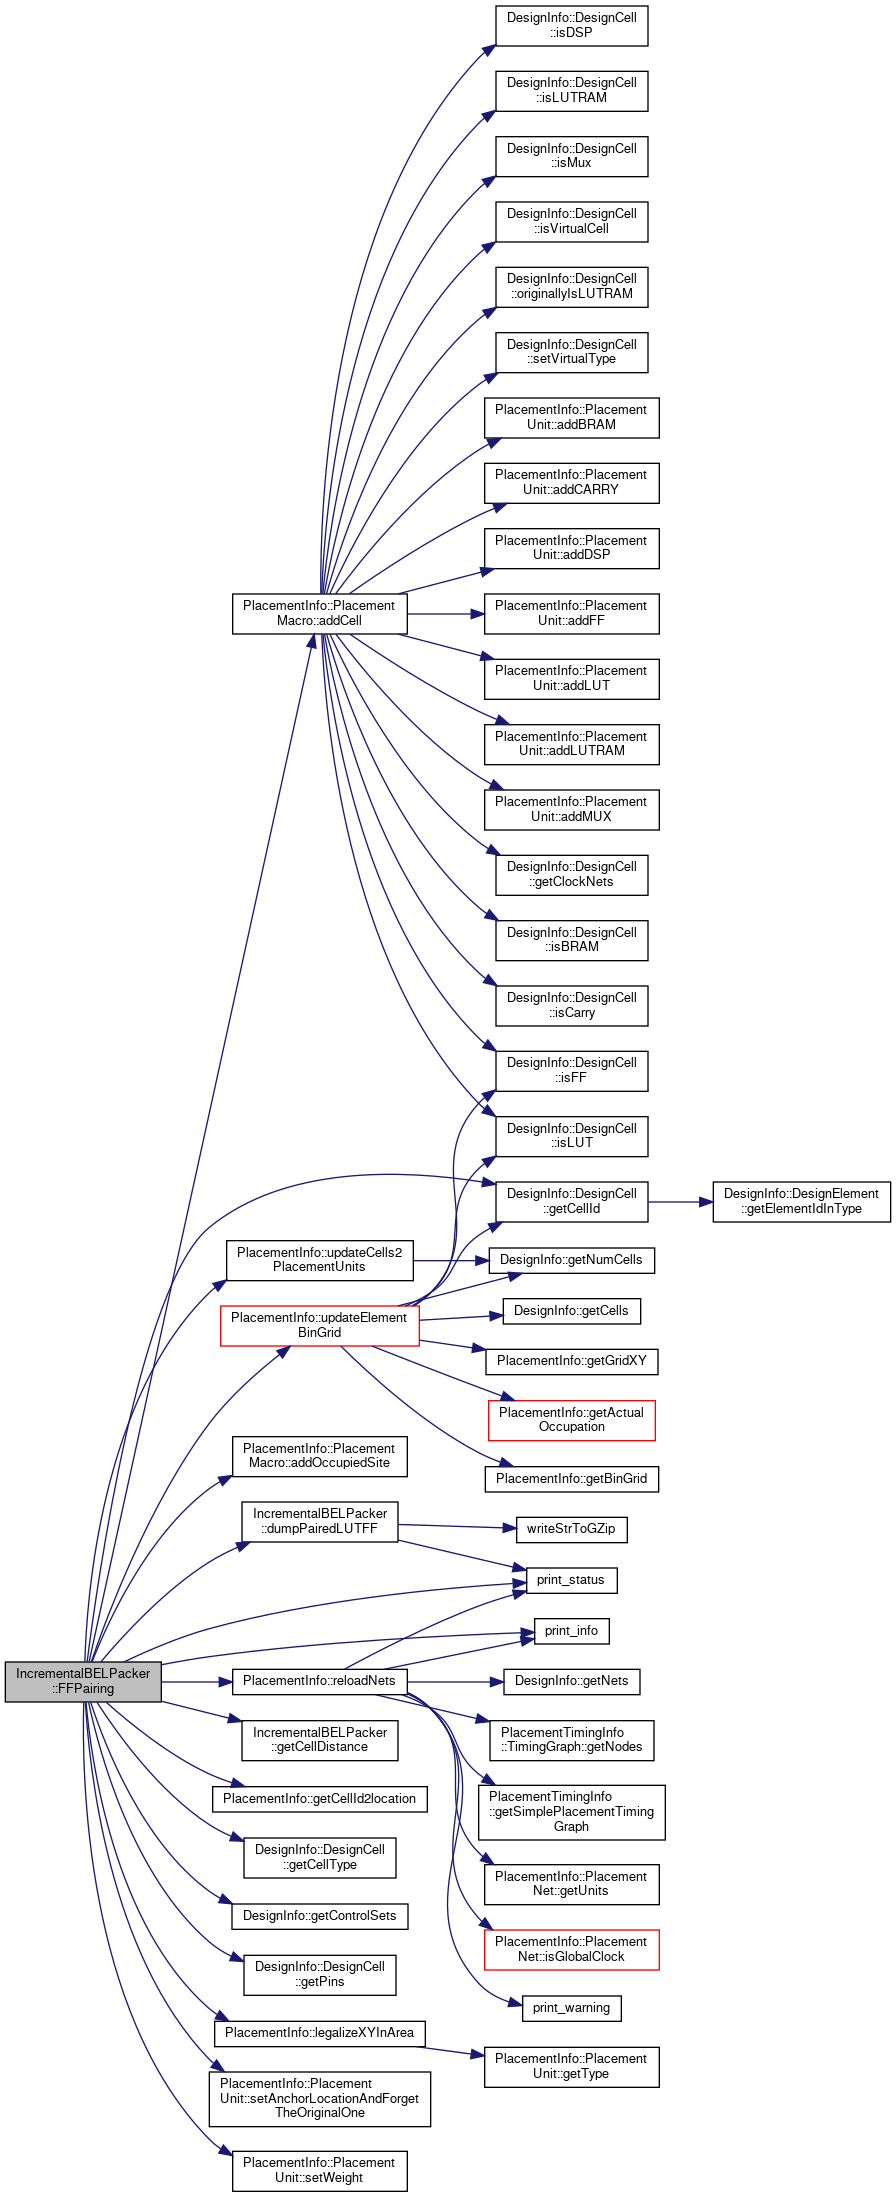 DesignInfo::DesignCell
::isDSP
DesignInfo::DesignCell
::isLUTRAM
DesignInfo::DesignCell
::isMux
DesignInfo::DesignCell
::isVirtualCell
DesignInfo::DesignCell
::originallyIsLUTRAM
DesignInfo::DesignCell
::setVirtualType
PlacementInfo::Placement
Unit::addBRAM
PlacementInfo::Placement
Unit::addCARRY
PlacementInfo::Placement
Unit::addDSP
PlacementInfo::Placement
Macro::addCell
PlacementInfo::Placement
Unit::addFF
PlacementInfo::Placement
Unit::addLUT
PlacementInfo::Placement
Unit::addLUTRAM
PlacementInfo::Placement
Unit::addMUX
DesignInfo::DesignCell
::getClockNets
DesignInfo::DesignCell
::isBRAM
DesignInfo::DesignCell
::isCarry
DesignInfo::DesignCell
::isFF
DesignInfo::DesignCell
::isLUT
DesignInfo::DesignCell
::getCellId
DesignInfo::DesignElement
::getElementIdInType
PlacementInfo::updateCells2
PlacementUnits
DesignInfo::getNumCells
PlacementInfo::updateElement
BinGrid
DesignInfo::getCells
PlacementInfo::getGridXY
PlacementInfo::getActual
Occupation
PlacementInfo::Placement
Macro::addOccupiedSite
PlacementInfo::getBinGrid
IncrementalBELPacker
::dumpPairedLUTFF
writeStrToGZip
print_status
print_info
IncrementalBELPacker
::FFPairing
PlacementInfo::reloadNets
DesignInfo::getNets
IncrementalBELPacker
::getCellDistance
PlacementTimingInfo
::TimingGraph::getNodes
PlacementInfo::getCellId2location
PlacementTimingInfo
::getSimplePlacementTiming
Graph
DesignInfo::DesignCell
::getCellType
PlacementInfo::Placement
Net::getUnits
DesignInfo::getControlSets
PlacementInfo::Placement
Net::isGlobalClock
DesignInfo::DesignCell
::getPins
print_warning
PlacementInfo::legalizeXYInArea
PlacementInfo::Placement
Unit::getType
PlacementInfo::Placement
Unit::setAnchorLocationAndForget
TheOriginalOne
PlacementInfo::Placement
Unit::setWeight